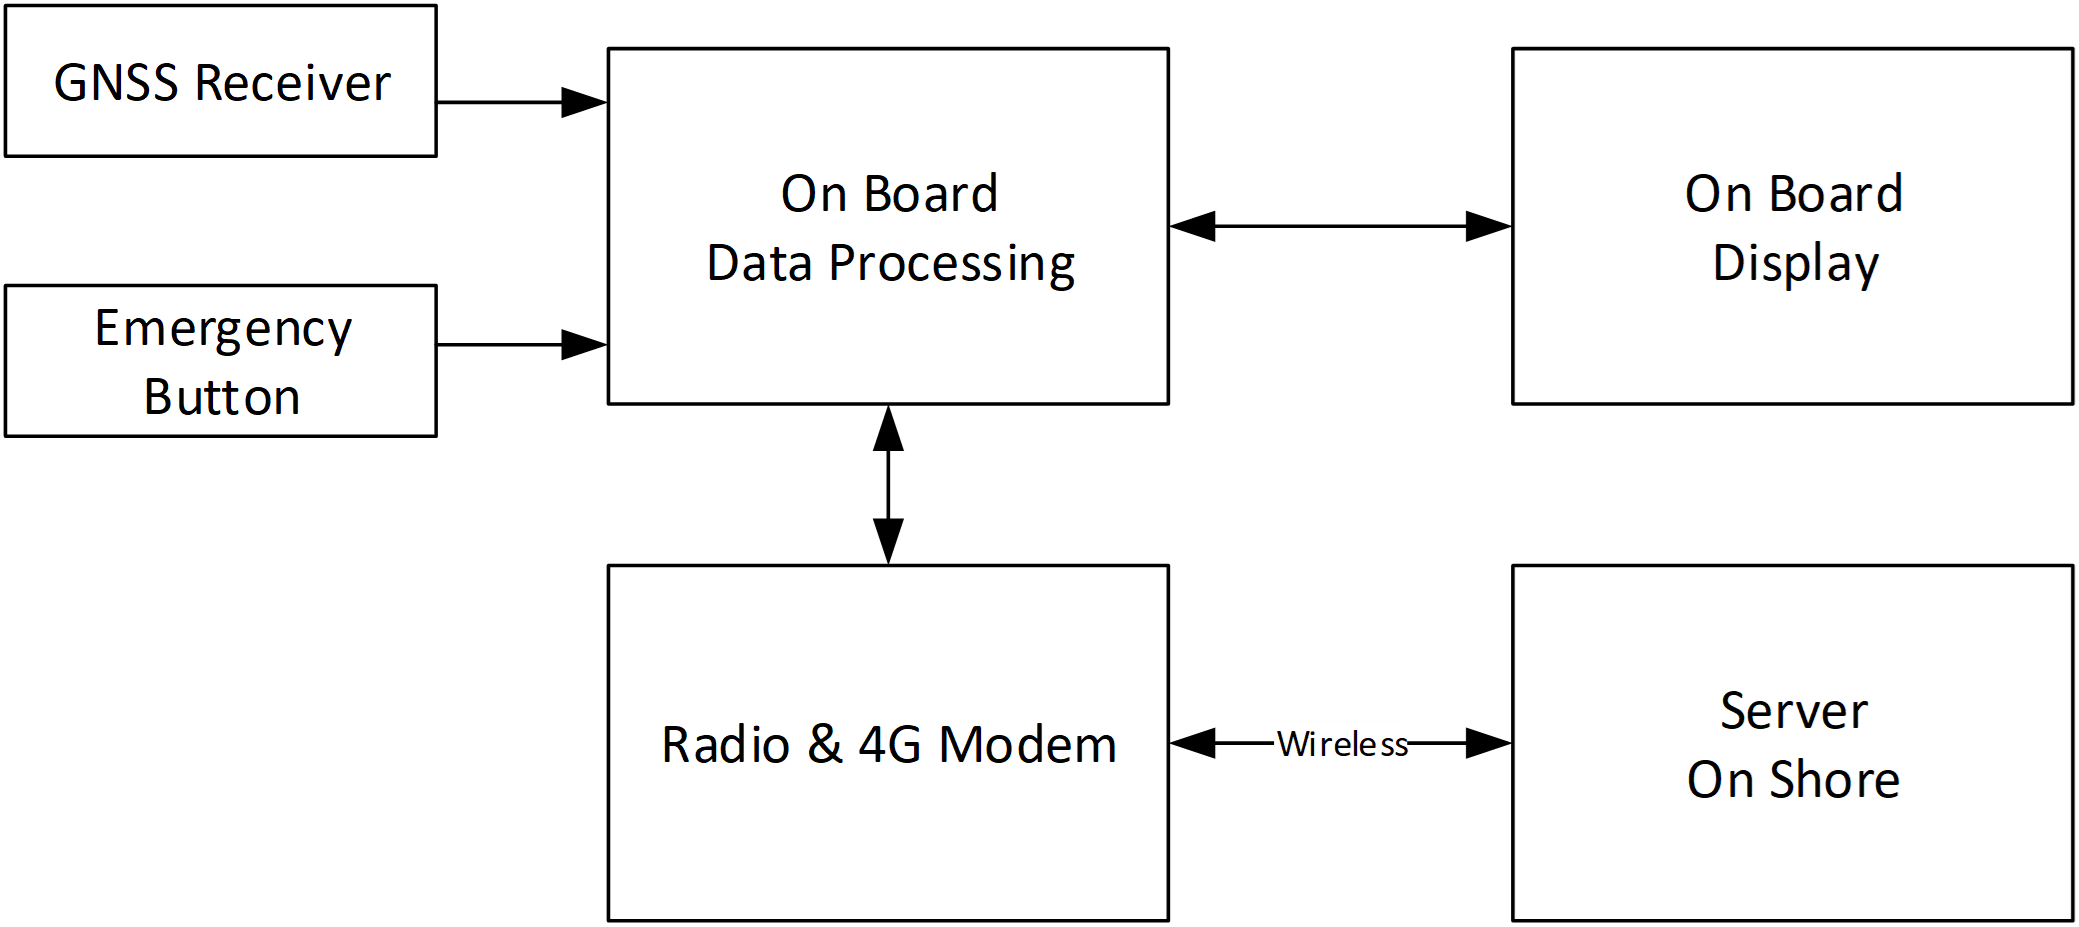 GNSS Receiver
Emergency
Button
On Board
Data Processing
On Board
Display
Radio & 4G Modem
Wireless
Server
On Shore